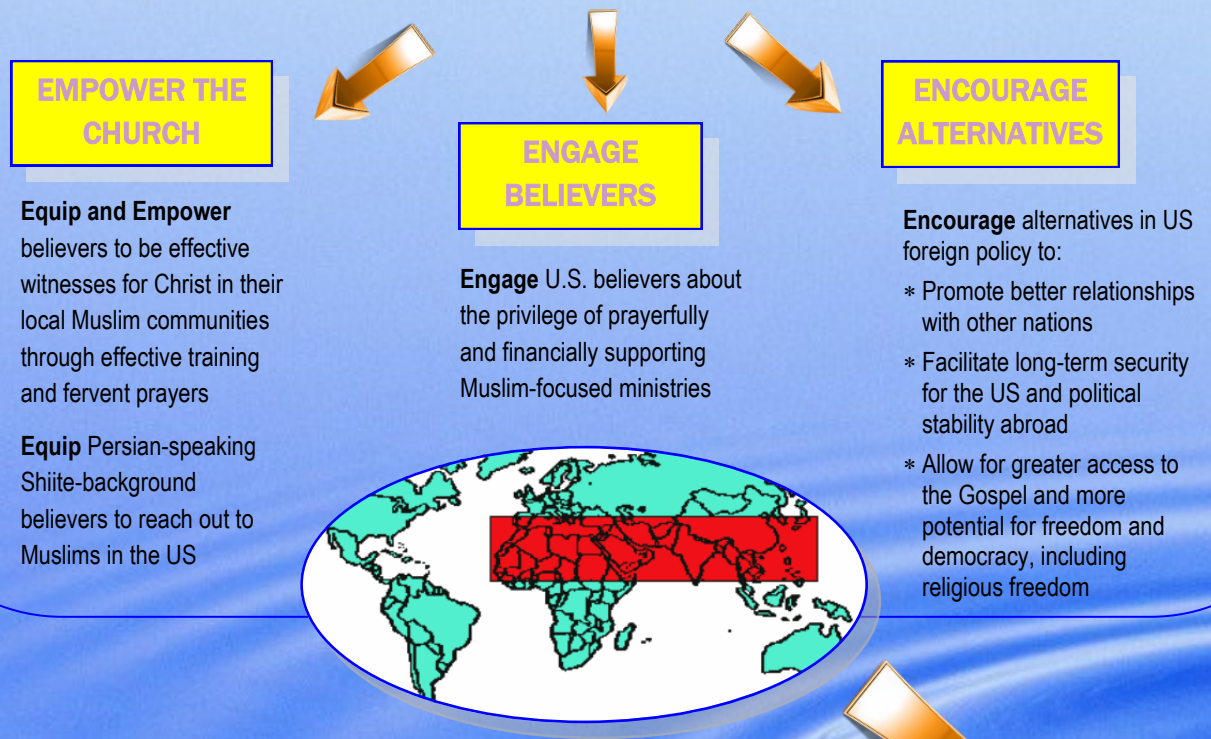 EMPOWER THE
CHURCH
Equip and Empower
believers to be effective
witnesses for Christ in their
local Muslim communities
through effective training
and fervent prayers
Equip Persian-speaking
Shiite-background
believers to reach out to
Muslims in the US
ENGAGE
BELIEVERS
Engage U.S. believers about
the privilege of prayerfully
and financially supporting
Muslim-focused ministries
ENCOURAGE
ALTERNATIVES
Encourage alternatives in US
foreign policy to:
* Promote better relationships
with other nations
* Facilitate long-term security
for the US and political
stability abroad
* Allow for greater access to
the Gospel and more
potential for freedom and
democracy, including
religious freedom